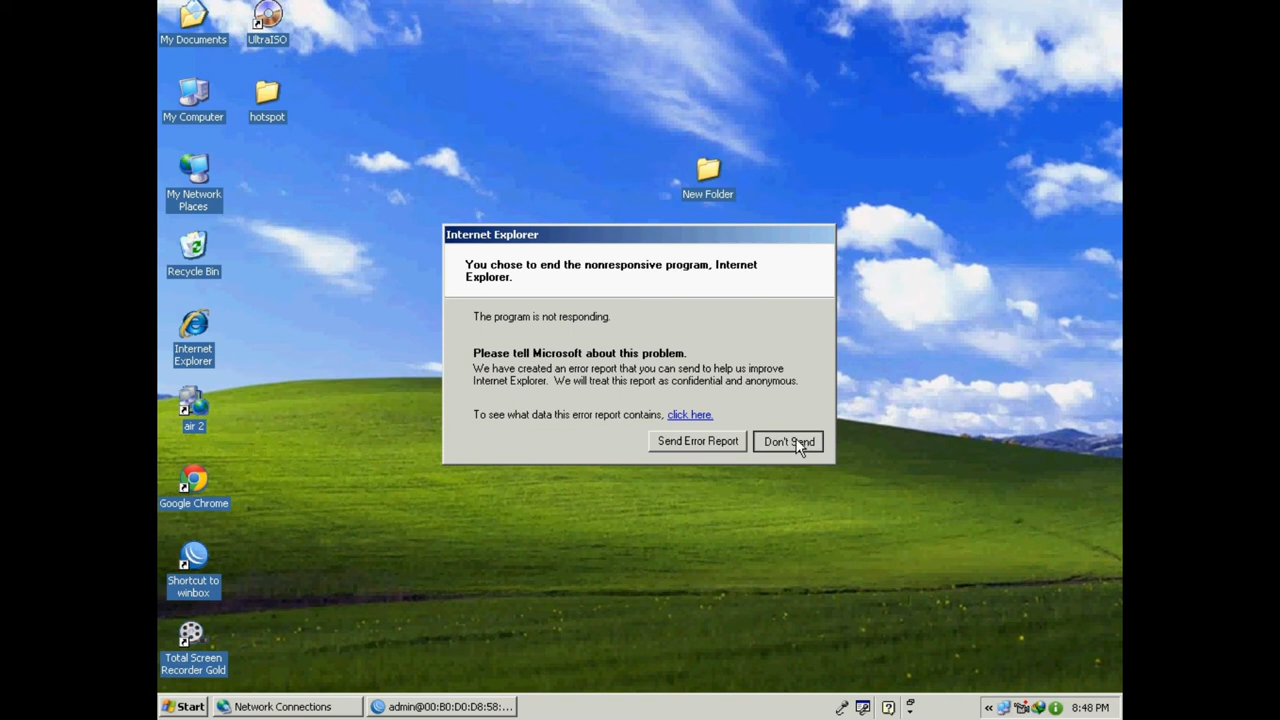 My Documents
UltraISO
My Computer
hotspot
My Network
Places
New Folder
Recycle Bin
Internet
Explorer
air 2
Google Chrome
Shortcut to
winbox
Total Screen
Recorder Gold
Internet Explorer
You chose to end the nonresponsive program, Internet
Explorer.
The program is not responding.
Please tell Microsoft about this problem.
We have created an error report that you can send to help us improve
Internet Explorer. We will treat this report as confidential and anonymous.
To see what data this error report contains, click here.
Send Error Report
Don't Send
Start
Network Connections
admin@00:B0:D0:D8:58:...
8:48 PM